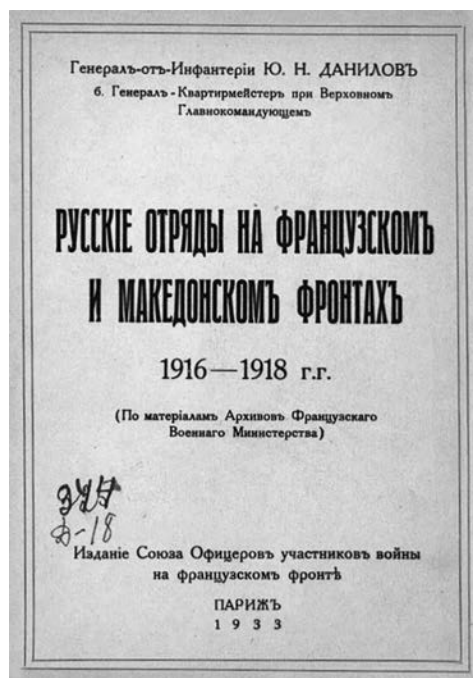 Генералъ-отъ-Инфантеріи Ю. Н. ДАНИЛОВЪ
б. Генералъ-Квартирмейстеръ при Верховномъ
Главнокомандующемъ
РУССКІЕ ОТРЯДЫ НА ФРАНЦУЗСКОМЪ
И МАКЕДОНСКОМЪ ФРОНТАХЪ
1916—1918 г.г.
(По матеріаламъ Архивовъ Французскаго
Военнаго Министерства)
Д-18
Изданіе Союза Офицеровъ участниковъ войны
на французскомъ фронтѣ
ПАРИЖЪ
1933